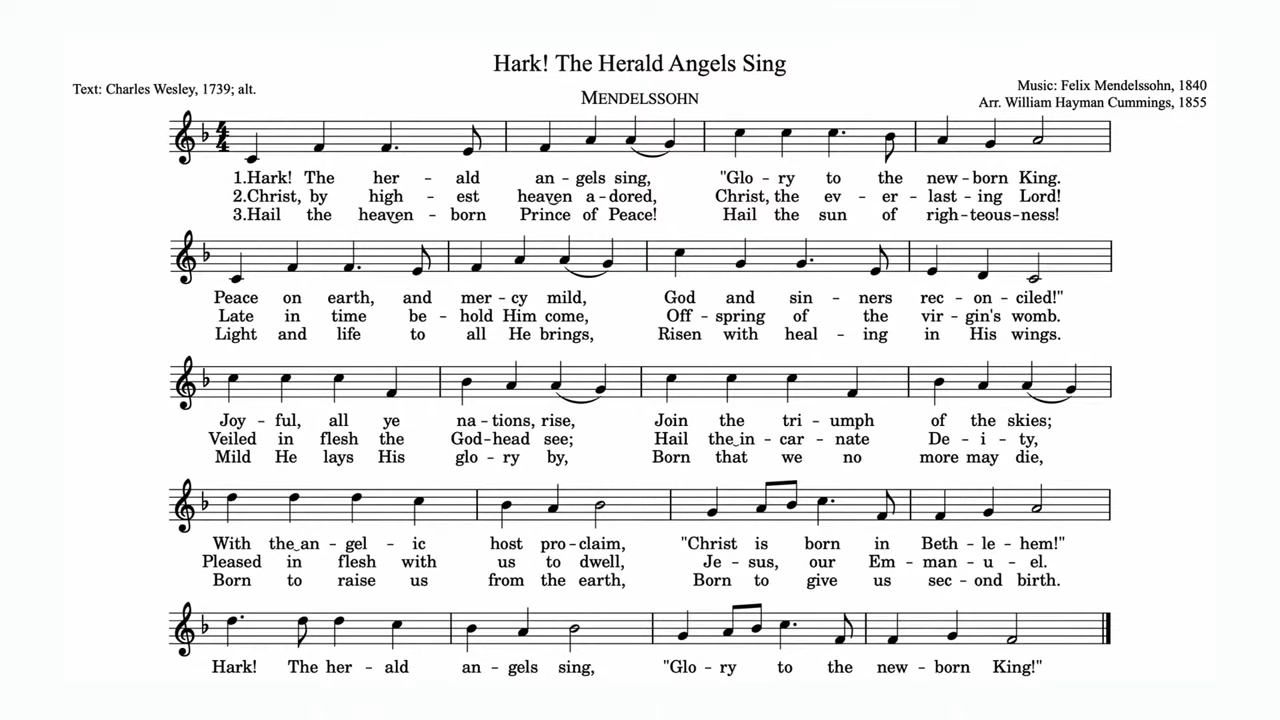 Hark! The Herald Angels Sing
Text: Charles Wesley, 1739; alt.
MENDELSSOHN
Music: Felix Mendelssohn, 1840
Arr. William Hayman Cummings, 1855
4
4
1.Hark! The her - ald an - gels sing, "Glo - ry to the new - born King.
2.Christ, by high - est heaven a - dored, Christ, the ev - er - last - ing Lord!
3.Hail the heaven - born Prince of Peace! Hail the sun of righ - teous - ness!
Peace on earth, and mer - cy mild, God and sin - ners rec - on - ciled!"
Late in time be - hold Him come, Off - spring of the vir - gin's womb.
Light and life to all He brings, Risen with heal - ing in His wings.
Joy - ful, all ye na - tions, rise, Join the tri - umph of the skies;
Veiled in flesh the God - head see; Hail the in - car - nate De - i - ty,
Mild He lays His glo - ry by, Born that we no more may die,
With the an - gel - ic host pro - claim, "Christ is born in Beth - le - hem!"
Pleased in flesh with us to dwell, Je - sus, our Em - man - u - el.
Born to raise us from the earth, Born to give us sec - ond birth.
Hark! The her - ald an - gels sing, "Glo - ry to the new - born King!"